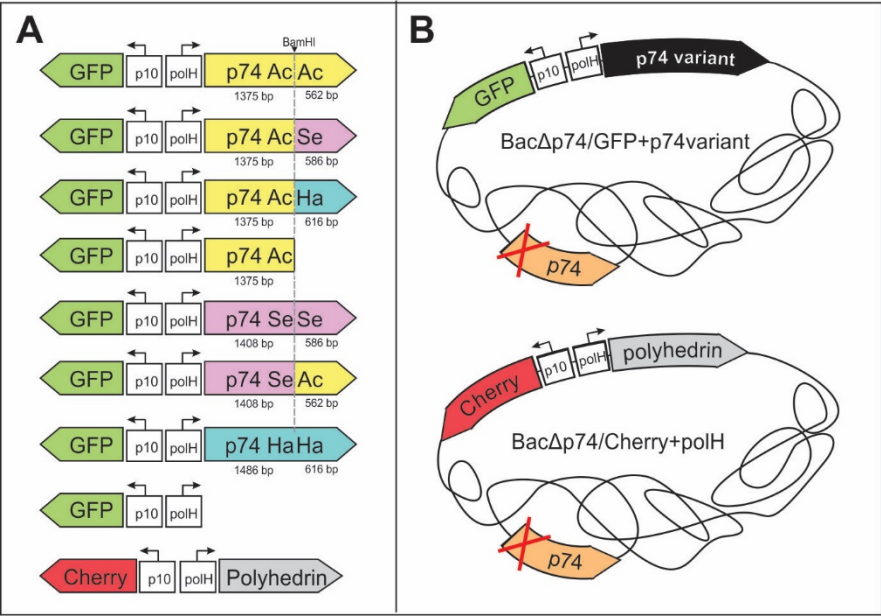 A
BamHI
GFP p10 polH p74 Ac Ac
1375 bp 562 bp
GFP p10 polH p74 Ac Se
1375 bp 586 bp
GFP p10 polH p74 Ac Ha
1375 bp 616 bp
GFP p10 polH p74 Ac
1375 bp
GFP p10 polH p74 Se Se
1408 bp 586 bp
GFP p10 polH p74 Se Ac
1408 bp 562 bp
GFP p10 polH p74 Ha Ha
1486 bp 616 bp
GFP p10 polH
Cherry p10 polH Polyhedrin
B
GFP p10 polH p74 variant
BacΔp74/GFP+p74variant
p74
Cherry p10 polH polyhedrin
BacΔp74/Cherry+polH
p74